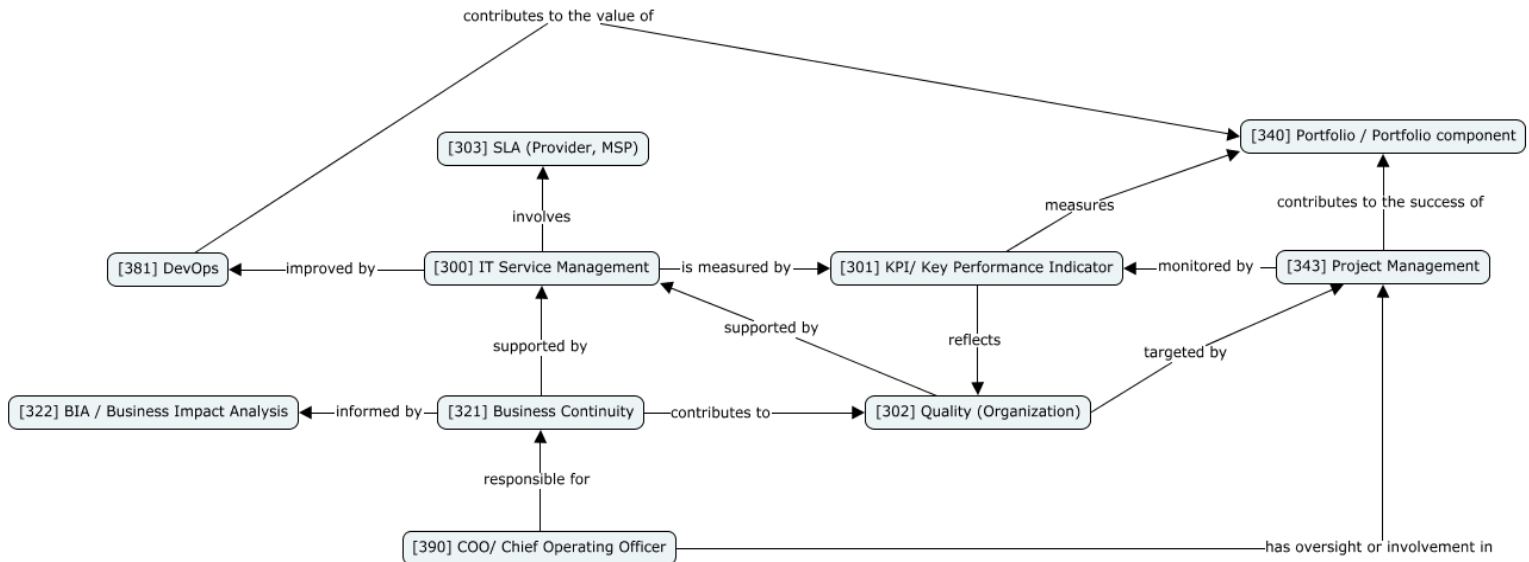 contributes to the value of
[303] SLA (Provider, MSP)
[340] Portfolio / Portfolio component
measures
contributes to the success of
involves
[381] DevOps
improved by
[300] IT Service Management
is measured by
[301] KPI/ Key Performance Indicator
monitored by
[343] Project Management
supported by
supported by
reflects
targeted by
[322] BIA / Business Impact Analysis
informed by
[321] Business Continuity
contributes to
[302] Quality (Organization)
responsible for
[390] COO/ Chief Operating Officer
has oversight or involvement in